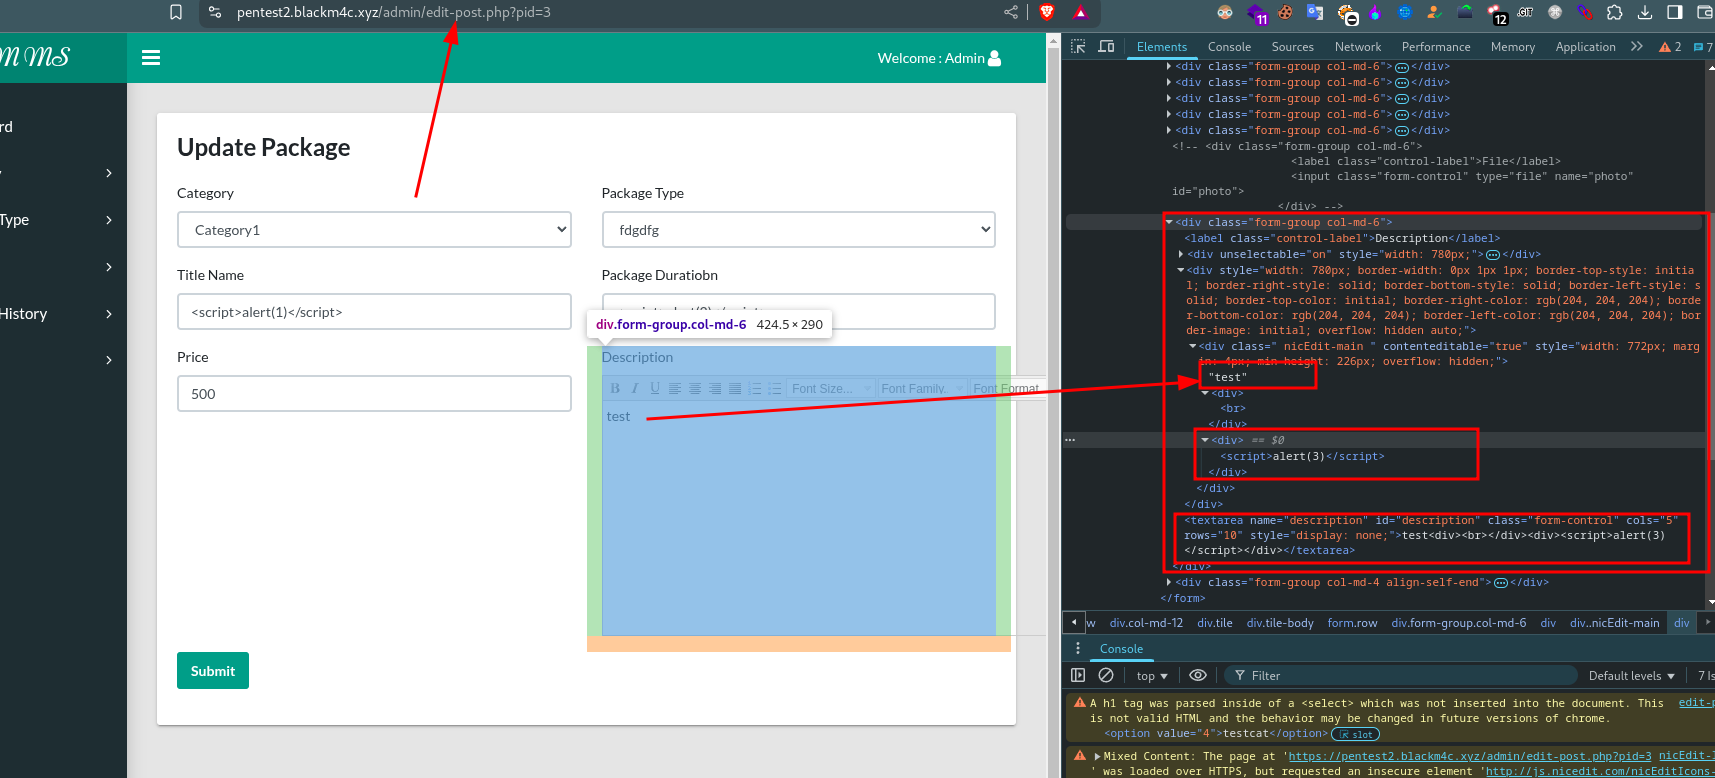 pentest2.blackm4c.xyz/admin/edit-post.php?pid=3
11
12
.GIT
MMS
Welcome : Admin
Elements Console Sources Network Performance Memory Application 2 7
rd
Type
History
Update Package
Category
Package Type
Category1
fdgdfg
Title Name
Package Duratiobn
<script>alert(1)</script>
div.form-group.col-md-6 424.5 × 290
Price
Description
500
B I U Font Size... Font Family. Font Format
test
Submit
<div class="form-group col-md-6"></div>
<div class="form-group col-md-6"></div>
<div class="form-group col-md-6"></div>
<div class="form-group col-md-6"></div>
<div class="form-group col-md-6"></div>
<!-- <div class="form-group col-md-6">
<label class="control-label">File</label>
<input class="form-control" type="file" name="photo"
id="photo">
</div> -->
<div class="form-group col-md-6">
<label class="control-label">Description</label>
<div unselectable="on" style="width: 780px;"></div>
<div style="width: 780px; border-width: 0px 1px 1px; border-top-style: initia
l; border-right-style: solid; border-bottom-style: solid; border-left-style: s
olid; border-top-color: initial; border-right-color: rgb(204, 204, 204); borde
r-bottom-color: rgb(204, 204, 204); border-left-color: rgb(204, 204, 204); bor
der-image: initial; overflow: hidden auto;">
<div class=" nicEdit-main " contenteditable="true" style="width: 772px; marg
in: 4px; min-height: 226px; overflow: hidden;">
"test"
<div>
<br>
</div>
<div> == $0
<script>alert(3)</script>
</div>
</div>
</div>
<textarea name="description" id="description" class="form-control" cols="5"
rows="10" style="display: none;">test<div><br></div><div><script>alert(3)
</script></div></textarea>
</div>
<div class="form-group col-md-4 align-self-end"></div>
</form>
w div.col-md-12 div.tile div.tile-body form.row div.form-group.col-md-6 div div..nicEdit-main div
Console
top Filter Default levels 7 Is
A h1 tag was parsed inside of a <select> which was not inserted into the document. This edit-p
is not valid HTML and the behavior may be changed in future versions of chrome.
<option value="4">testcat</option> slot
Mixed Content: The page at 'https://pentest2.blackm4c.xyz/admin/edit-post.php?pid=3 nicEdit-l
' was loaded over HTTPS, but requested an insecure element 'http://js.nicedit.com/nicEditIcons-